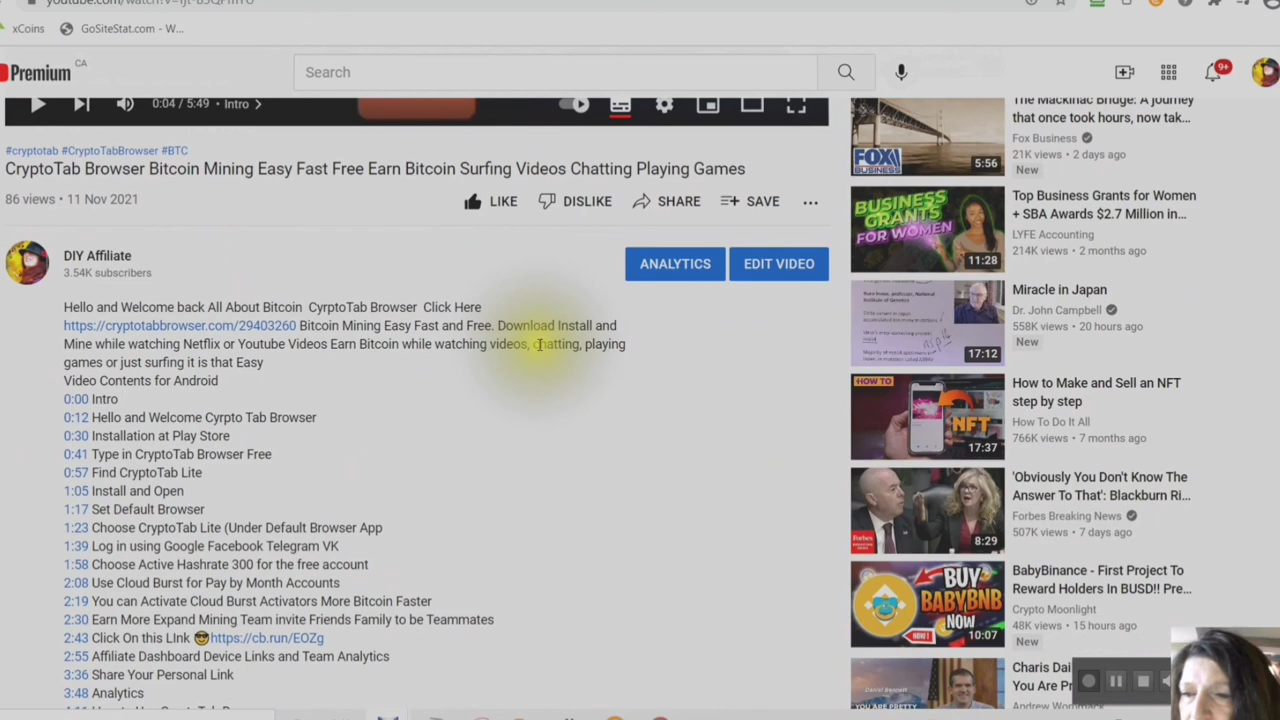 xCoins GoSiteStat.com - W...
Premium CA
Search
9+
0:04 / 5:49 • Intro
#cryptotab #CryptoTabBrowser #BTC
CryptoTab Browser Bitcoin Mining Easy Fast Free Earn Bitcoin Surfing Videos Chatting Playing Games
86 views • 11 Nov 2021
LIKE DISLIKE SHARE SAVE
DIY Affiliate
3.54K subscribers
ANALYTICS EDIT VIDEO
Hello and Welcome back All About Bitcoin CyrptoTab Browser Click Here
https://cryptotabbrowser.com/29403260 Bitcoin Mining Easy Fast and Free. Download Install and
Mine while watching Netflix or Youtube Videos Earn Bitcoin while watching videos, chatting, playing
games or just surfing it is that Easy
Video Contents for Android
0:00 Intro
0:12 Hello and Welcome Cyrpto Tab Browser
0:30 Installation at Play Store
0:41 Type in CryptoTab Browser Free
0:57 Find CryptoTab Lite
1:05 Install and Open
1:17 Set Default Browser
1:23 Choose CryptoTab Lite (Under Default Browser App
1:39 Log in using Google Facebook Telegram VK
1:58 Choose Active Hashrate 300 for the free account
2:08 Use Cloud Burst for Pay by Month Accounts
2:19 You can Activate Cloud Burst Activators More Bitcoin Faster
2:30 Earn More Expand Mining Team invite Friends Family to be Teammates
2:43 Click On this LInk 😎https://cb.run/EOZg
2:55 Affiliate Dashboard Device Links and Team Analytics
3:36 Share Your Personal Link
3:48 Analytics
FOX BUSINESS
5:56
The Mackinac Bridge: A journey
that once took hours, now tak...
Fox Business
21K views • 2 days ago
New
BUSINESS GRANTS FOR WOMEN
11:28
Top Business Grants for Women
+ SBA Awards $2.7 Million in...
LYFE Accounting
214K views • 2 months ago
17:12
Miracle in Japan
Dr. John Campbell
558K views • 20 hours ago
New
HOW TO
NFT
17:37
How to Make and Sell an NFT
step by step
How To Do It All
766K views • 7 months ago
Forbes Breaking News
8:29
'Obviously You Don't Know The
Answer To That': Blackburn Ri...
Forbes Breaking News
507K views • 7 days ago
BUY
BABYBNB
NOW
10:07
BabyBinance - First Project To
Reward Holders In BUSD!! Pre...
Crypto Moonlight
48K views • 15 hours ago
New
Daniel Bennett
YOU ARE PRETTY
Charis Dai
You Are Pr
Andrew Wommack